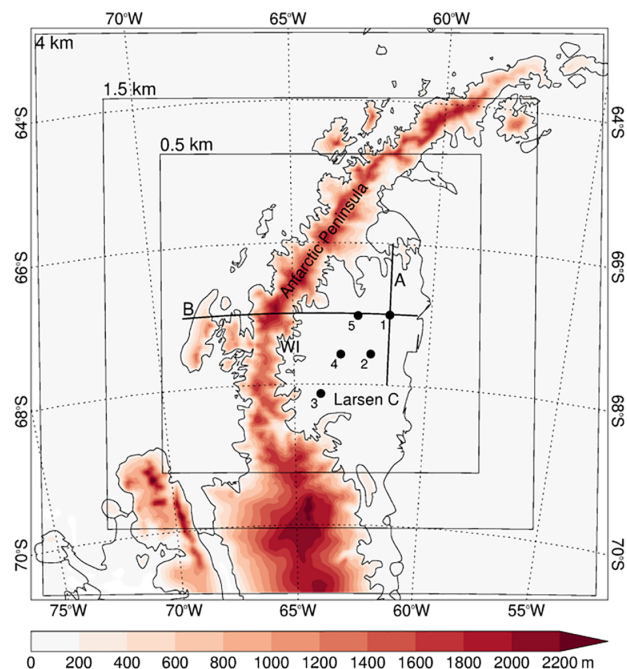 70°W 65°W 60°W
4 km
1.5 km
0.5 km
64°S 64°S
66°S 66°S
68°S 68°S
70°S 70°S
Antarctic Peninsula
A
B
5 1
WI
4 2
3 Larsen C
75°W 70°W 65°W 60°W 55°W
0 200 400 600 800 1000 1200 1400 1600 1800 2000 2200 m